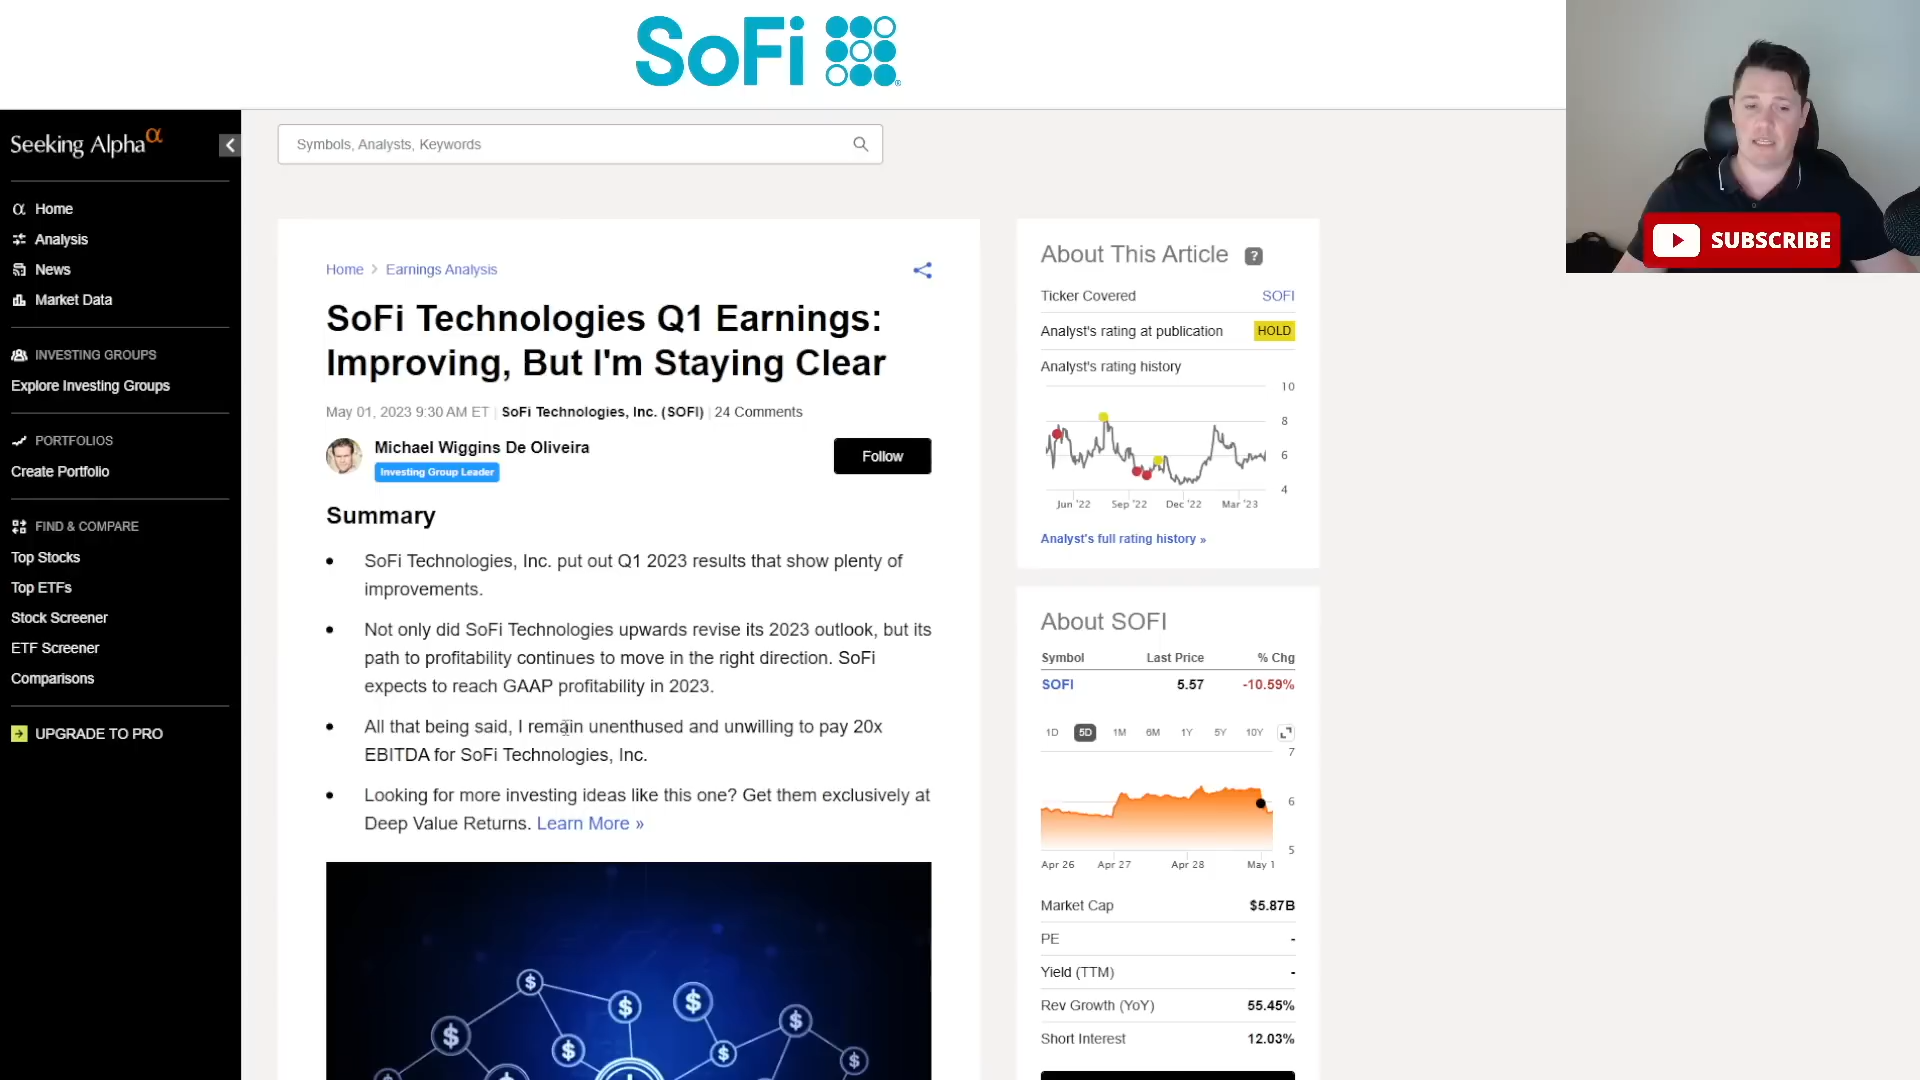 SoFi
SUBSCRIBE
Seeking Alpha α
Symbols, Analysts, Keywords
Home
Analysis
News
Market Data
INVESTING GROUPS
Explore Investing Groups
PORTFOLIOS
Create Portfolio
FIND & COMPARE
Top Stocks
Top ETFs
Stock Screener
ETF Screener
Comparisons
UPGRADE TO PRO
Home > Earnings Analysis
SoFi Technologies Q1 Earnings:
Improving, But I'm Staying Clear
May 01, 2023 9:30 AM ET | SoFi Technologies, Inc. (SOFI) | 24 Comments
Michael Wiggins De Oliveira
Investing Group Leader
Follow
Summary
• SoFi Technologies, Inc. put out Q1 2023 results that show plenty of
improvements.
• Not only did SoFi Technologies upwards revise its 2023 outlook, but its
path to profitability continues to move in the right direction. SoFi
expects to reach GAAP profitability in 2023.
• All that being said, I remain unenthused and unwilling to pay 20x
EBITDA for SoFi Technologies, Inc.
• Looking for more investing ideas like this one? Get them exclusively at
Deep Value Returns. Learn More »
About This Article ?
Ticker Covered SOFI
Analyst's rating at publication HOLD
Analyst's rating history
10
8
6
4
Jun '22 Sep '22 Dec '22 Mar '23
Analyst's full rating history »
About SOFI
Symbol Last Price % Chg
SOFI 5.57 -10.59%
1D 5D 1M 6M 1Y 5Y 10Y
7
6
5
Apr 26 Apr 27 Apr 28 May 1
Market Cap $5.87B
PE -
Yield (TTM) -
Rev Growth (YoY) 55.45%
Short Interest 12.03%